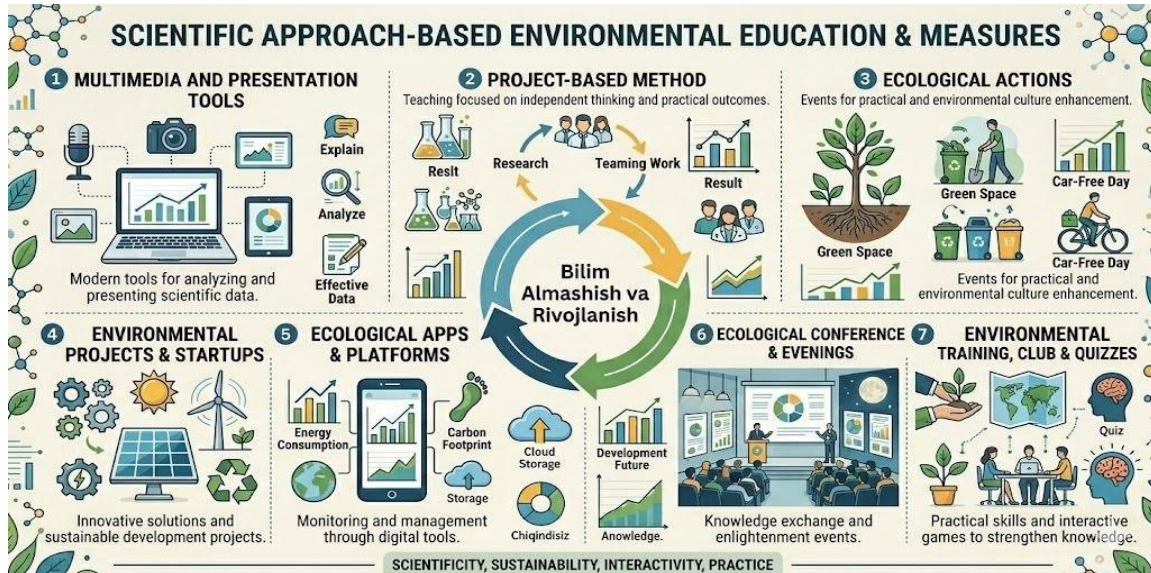 SCIENTIFIC APPROACH-BASED ENVIRONMENTAL EDUCATION & MEASURES
1 MULTIMEDIA AND PRESENTATION
TOOLS
Explain
Analyze
Effective
Data
Modern tools for analyzing and
presenting scientific data.
2 PROJECT-BASED METHOD
Teaching focused on independent thinking and practical outcomes.
Reslt
Research
Teaming Work
Result
Bilim
Almashish va
Rivojlanish
3 ECOLOGICAL ACTIONS
Events for practical and environmental culture enhancement.
Green Space
Green Space
Car-Free Day
Car-Free Day
Events for practical and
environmental culture enhancement.
4 ENVIRONMENTAL
PROJECTS & STARTUPS
Innovative solutions and
sustainable development projects.
5 ECOLOGICAL APPS
& PLATFORMS
Energy
Consumption
Carbon
Footprint
Storage
Monitoring and management
through digital tools.
Cloud
Storage
Chiqindisiz
Development
Future
Anowledge.
6 ECOLOGICAL CONFERENCE
& EVENINGS
Knowledge exchange and
enlightenment events.
7 ENVIRONMENTAL
TRAINING, CLUB & QUIZZES
Quiz
Practical skills and interactive
games to strengthen knowledge.
SCIENTIFICITY, SUSTAINABILITY, INTERACTIVITY, PRACTICE